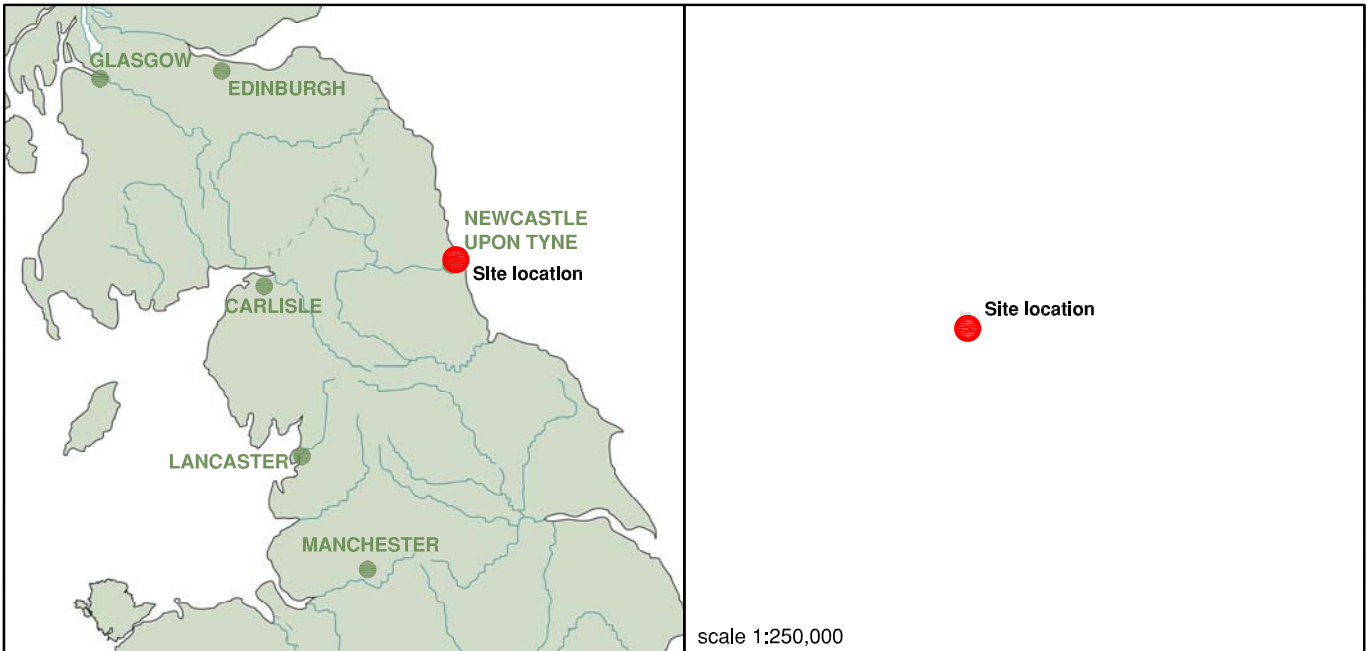 GLASGOW
EDINBURGH
NEWCASTLE
UPON TYNE
SIte location
CARLISLE
LANCASTER
MANCHESTER
Site location
scale 1:250,000